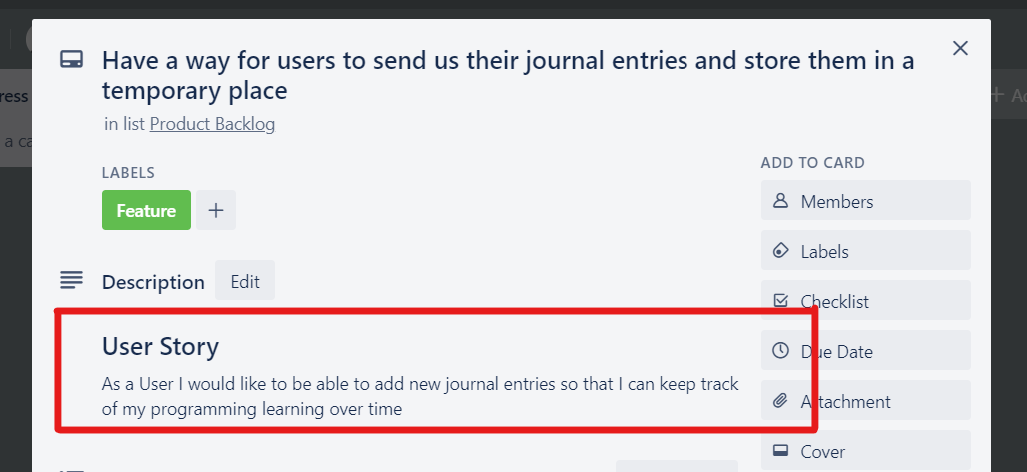 Have a way for users to send us their journal entries and store them in a
temporary place
in list Product Backlog
LABELS
Feature
Description Edit
User Story
As a User I would like to be able to add new journal entries so that I can keep track
of my programming learning over time
ADD TO CARD
Members
Labels
Checklist
Due Date
Attachment
Cover
ress
a ca